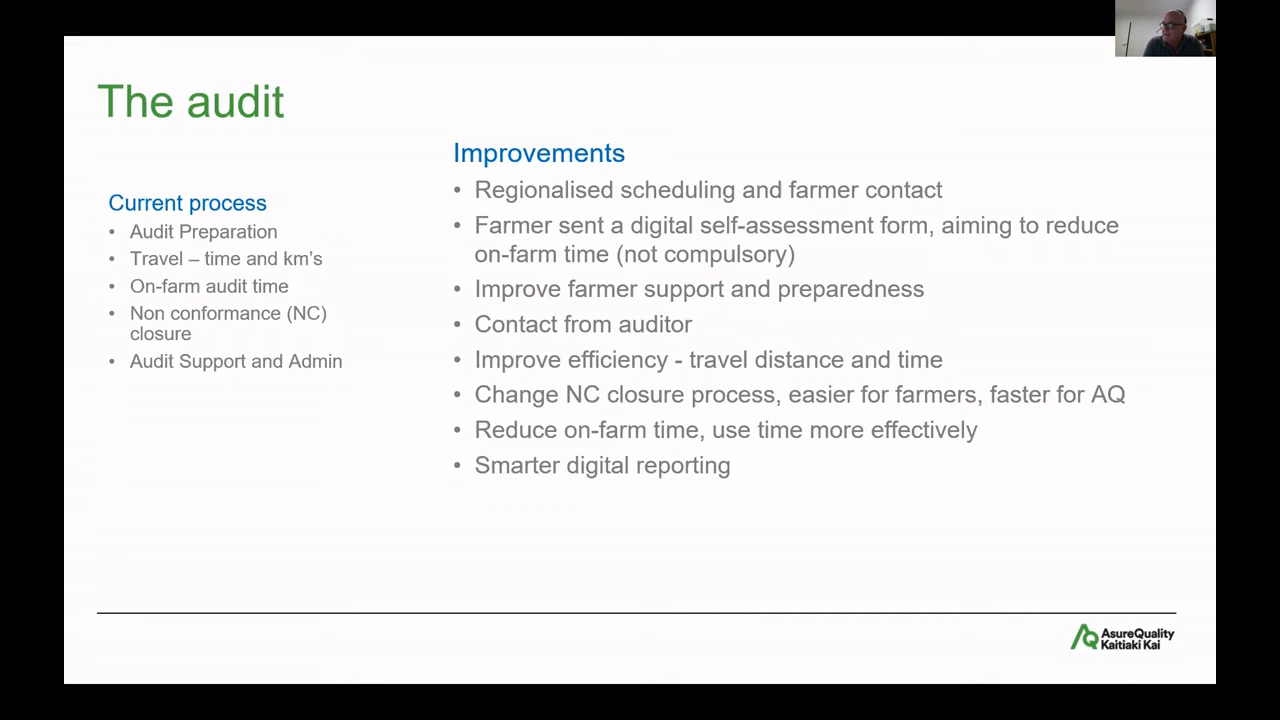 The audit
Current process
• Audit Preparation
• Travel – time and km's
• On-farm audit time
• Non conformance (NC)
closure
• Audit Support and Admin
Improvements
• Regionalised scheduling and farmer contact
• Farmer sent a digital self-assessment form, aiming to reduce
on-farm time (not compulsory)
• Improve farmer support and preparedness
• Contact from auditor
• Improve efficiency - travel distance and time
• Change NC closure process, easier for farmers, faster for AQ
• Reduce on-farm time, use time more effectively
• Smarter digital reporting
AQ
AsureQuality
Kaitiaki Kai